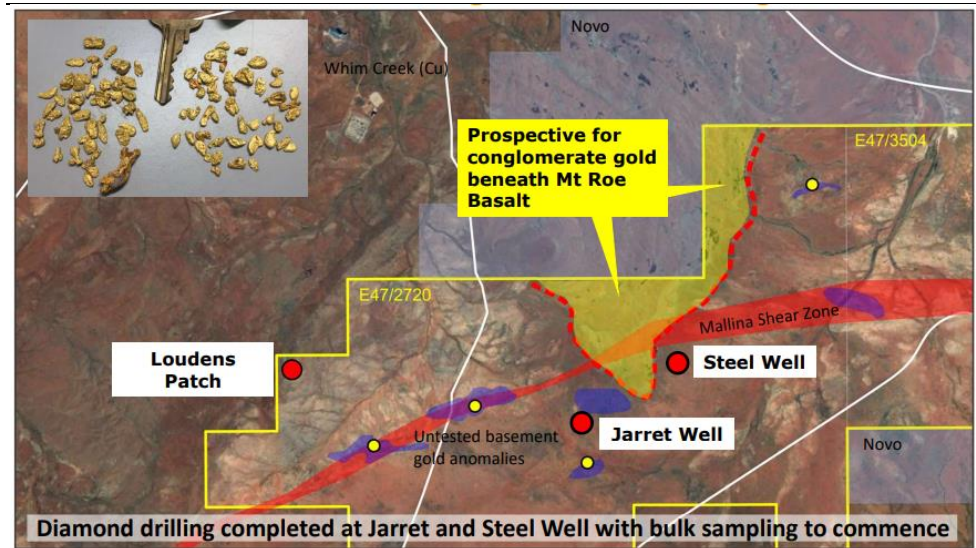 Novo
Whim Creek (Cu)
Prospective for
conglomerate gold
beneath Mt Roe
Basalt
E47/3504
E47/2720
Mallina Shear Zone
Loudens
Patch
Steel Well
Jarret Well
Untested basement
gold anomalies
Novo
Diamond drilling completed at Jarret and Steel Well with bulk sampling to commence